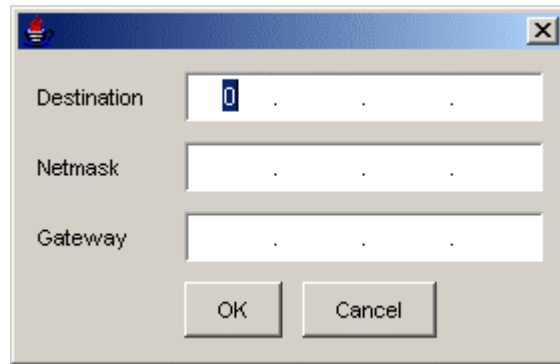 Destination 0 . . .
Netmask . . .
Gateway . . .
OK Cancel